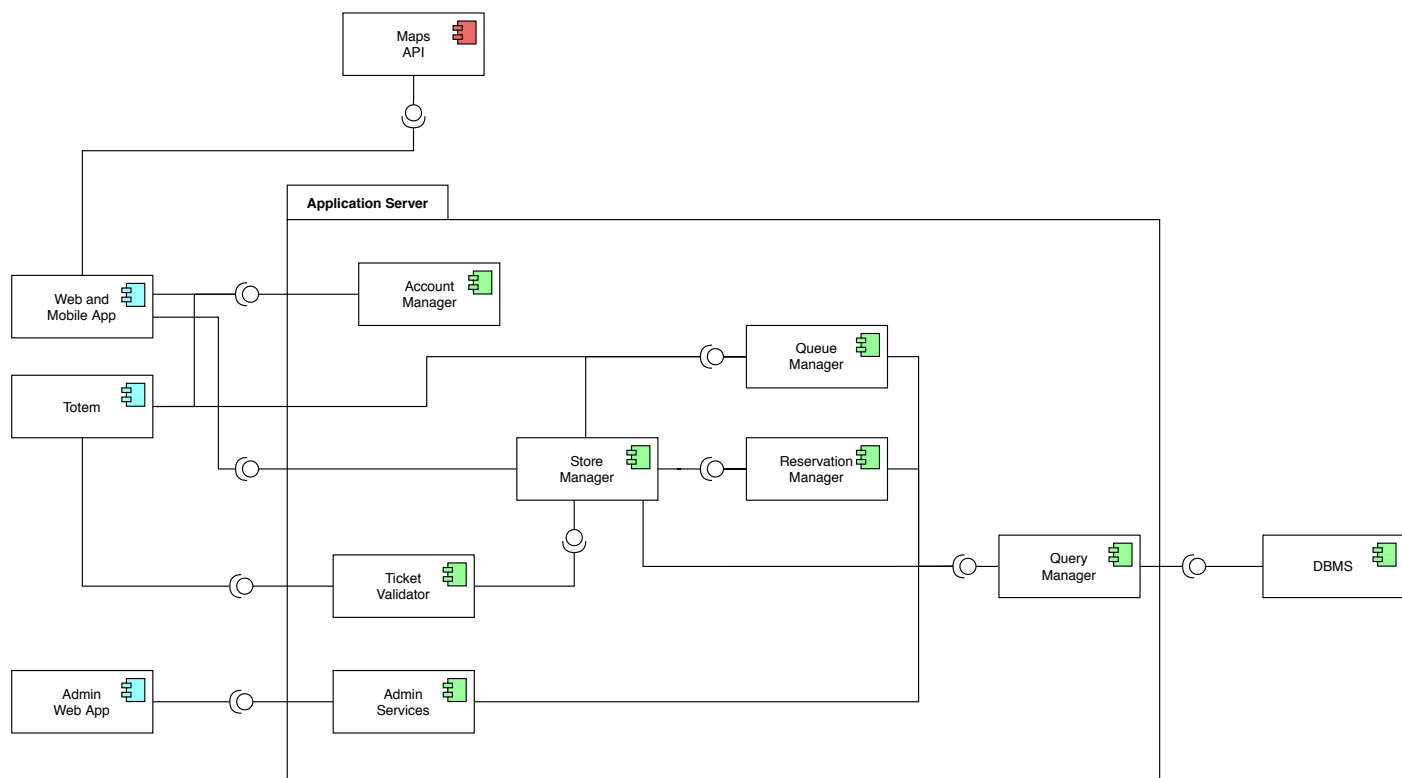 Maps
API
Application Server
Web and
Mobile App
Account
Manager
Queue
Manager
Totem
Store
Manager
Reservation
Manager
Ticket
Validator
Query
Manager
DBMS
Admin
Web App
Admin
Services